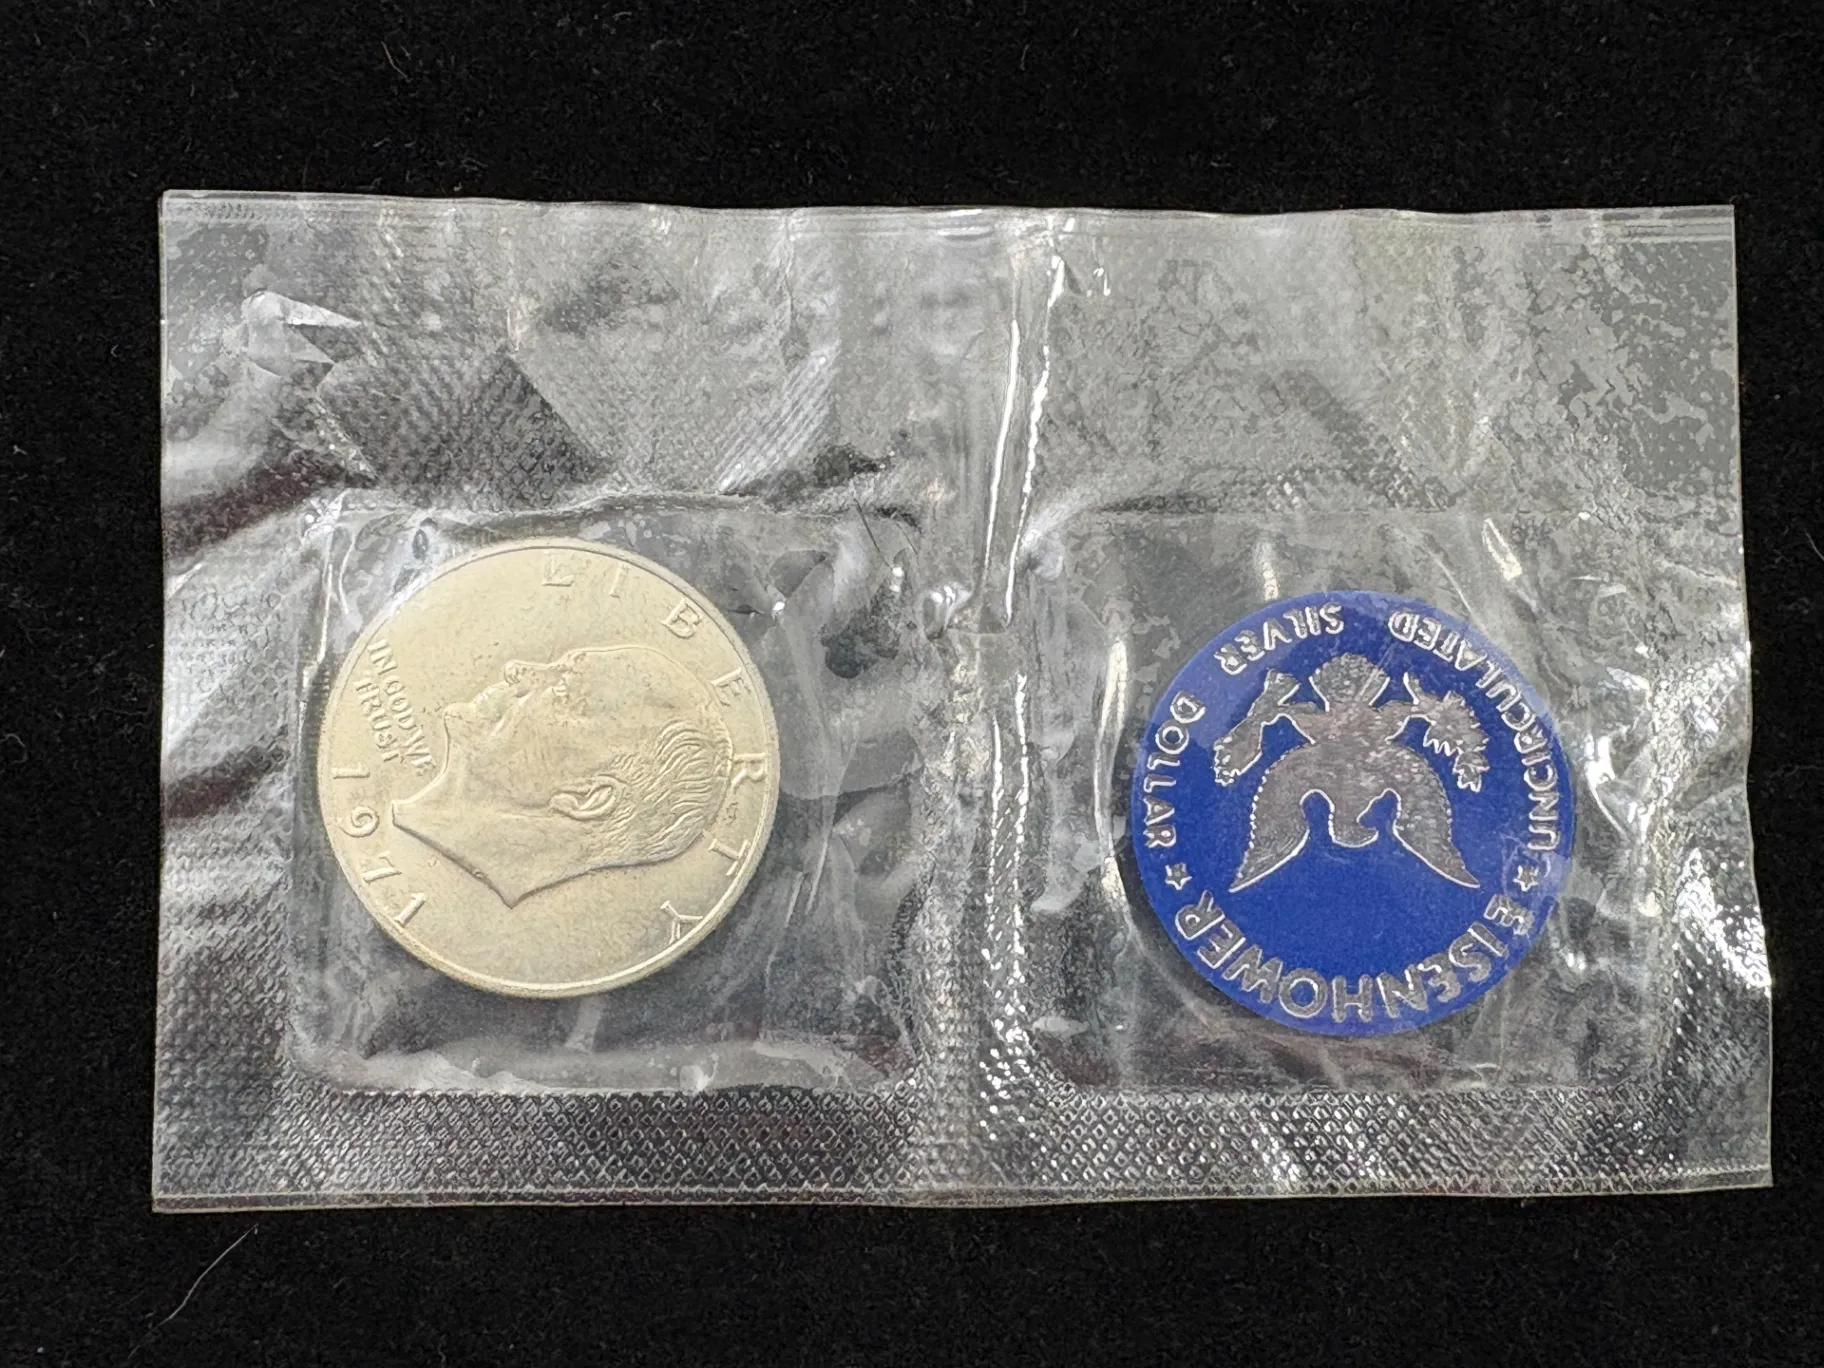 LIBERTY
IN GOD WE
TRUST
1971
UNCIRCULATED SILVER DOLLAR
EISENHOWER